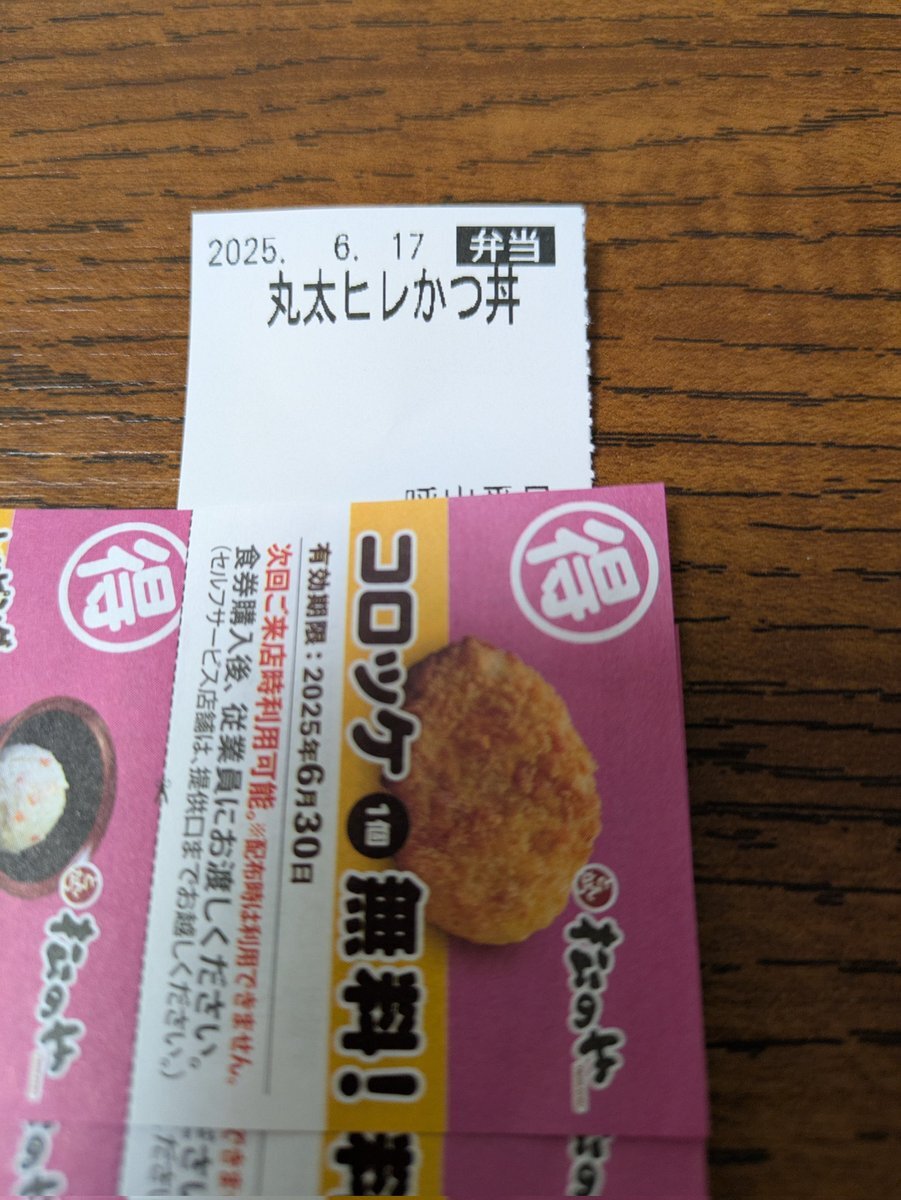 2025. 6. 17 弁当
丸太ヒレかつ丼
得
コロッケ1個無料!
有効期限:2025年6月30日
次回ご来店時利用可能。※配布時は利用できません。
食券購入後、従業員にお渡しください。
(セルフサービス店舗は、提供口までお越しください。)
松のや
得
松のや
無料
松のや